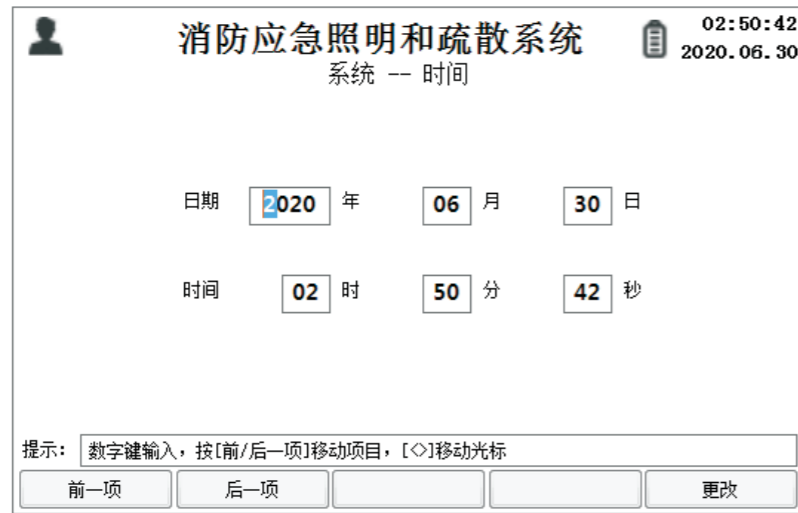 消防应急照明和疏散系统
02:50:42
2020.06.30
系统 -- 时间
日期 2020 年 06 月 30 日
时间 02 时 50 分 42 秒
提示: 数字键输入，按[前/后一项]移动项目，[◇]移动光标
前一项 后一项 更改